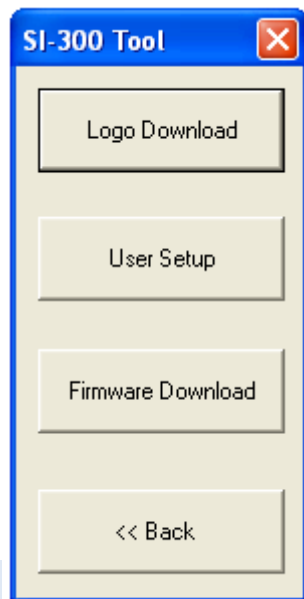 SI-300 Tool
Logo Download
User Setup
Firmware Download
<< Back